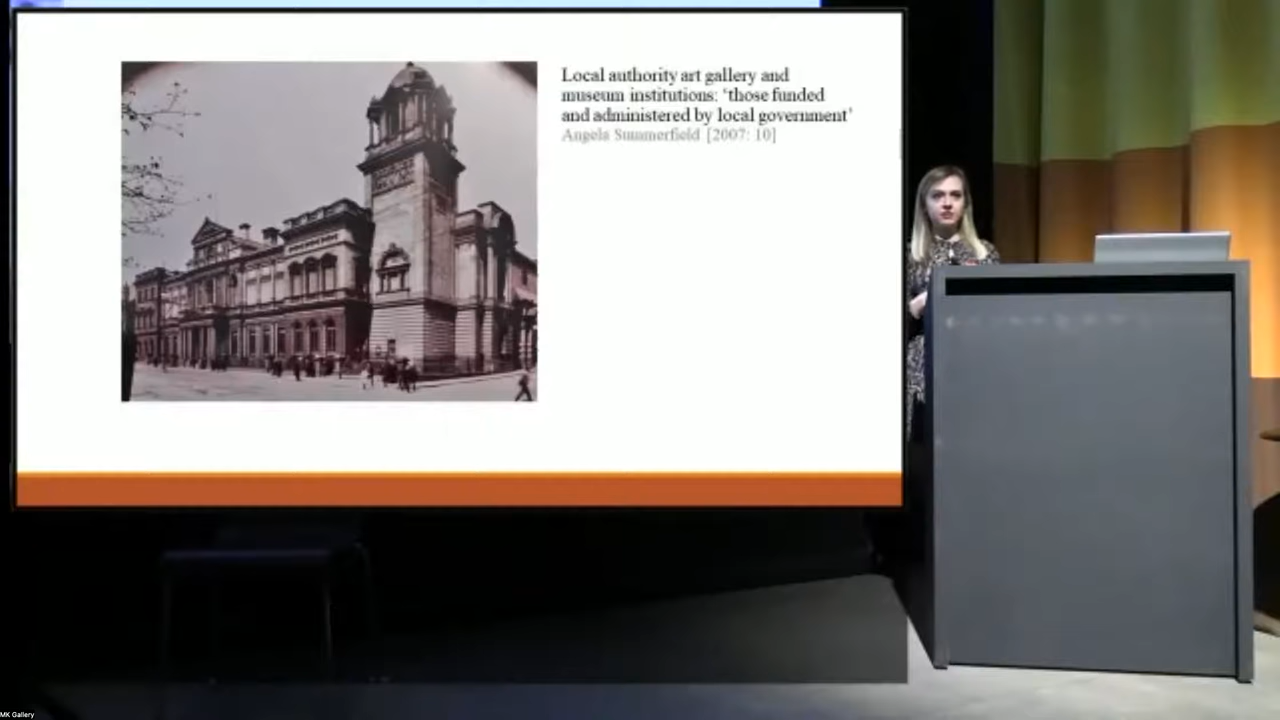 Local authority art gallery and
museum institutions: ‘those funded
and administered by local government’
Angela Summerfield [2007: 10]
MK Gallery